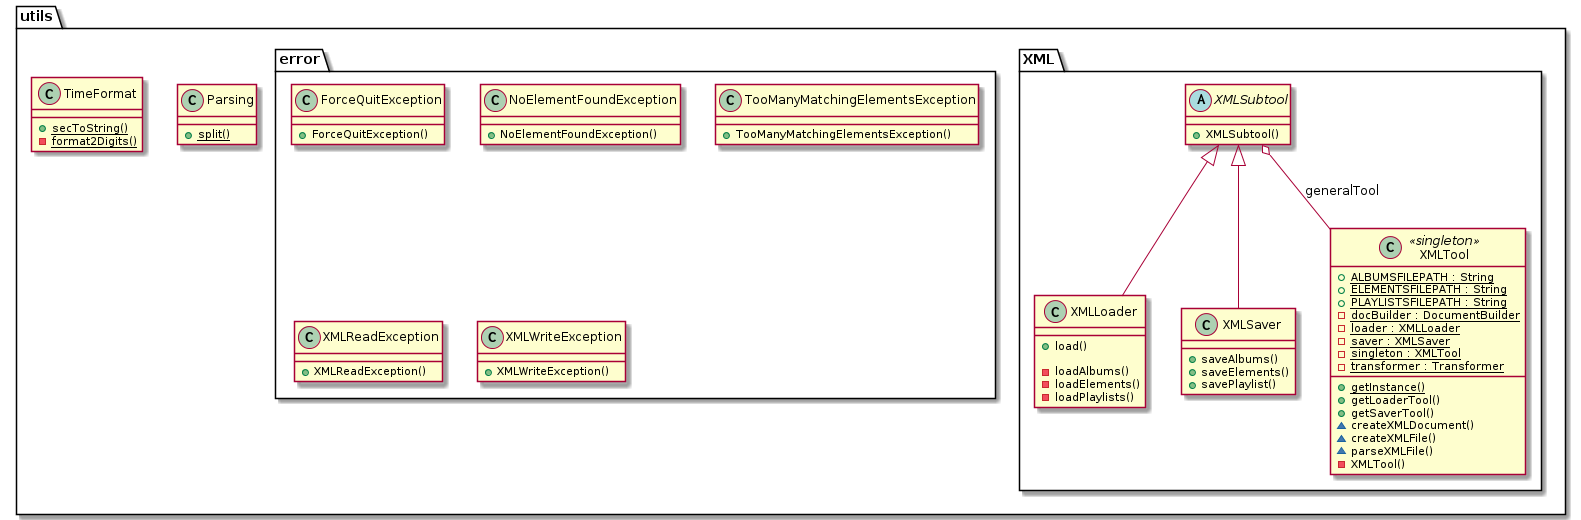 utils
C TimeFormat
secToString()
format2Digits()
C Parsing
split()
error
C ForceQuitException
ForceQuitException()
C NoElementFoundException
NoElementFoundException()
C TooManyMatchingElementsException
TooManyMatchingElementsException()
C XMLReadException
XMLReadException()
C XMLWriteException
XMLWriteException()
XML
A XMLSubtool
XMLSubtool()
generalTool
C XMLLoader
load()
loadAlbums()
loadElements()
loadPlaylists()
C XMLSaver
saveAlbums()
saveElements()
savePlaylist()
C «singleton»
XMLTool
ALBUMSFILEPATH : String
ELEMENTSFILEPATH : String
PLAYLISTSFILEPATH : String
docBuilder : DocumentBuilder
loader : XMLLoader
saver : XMLSaver
singleton : XMLTool
transformer : Transformer
getInstance()
getLoaderTool()
getSaverTool()
createXMLDocument()
createXMLFile()
parseXMLFile()
XMLTool()